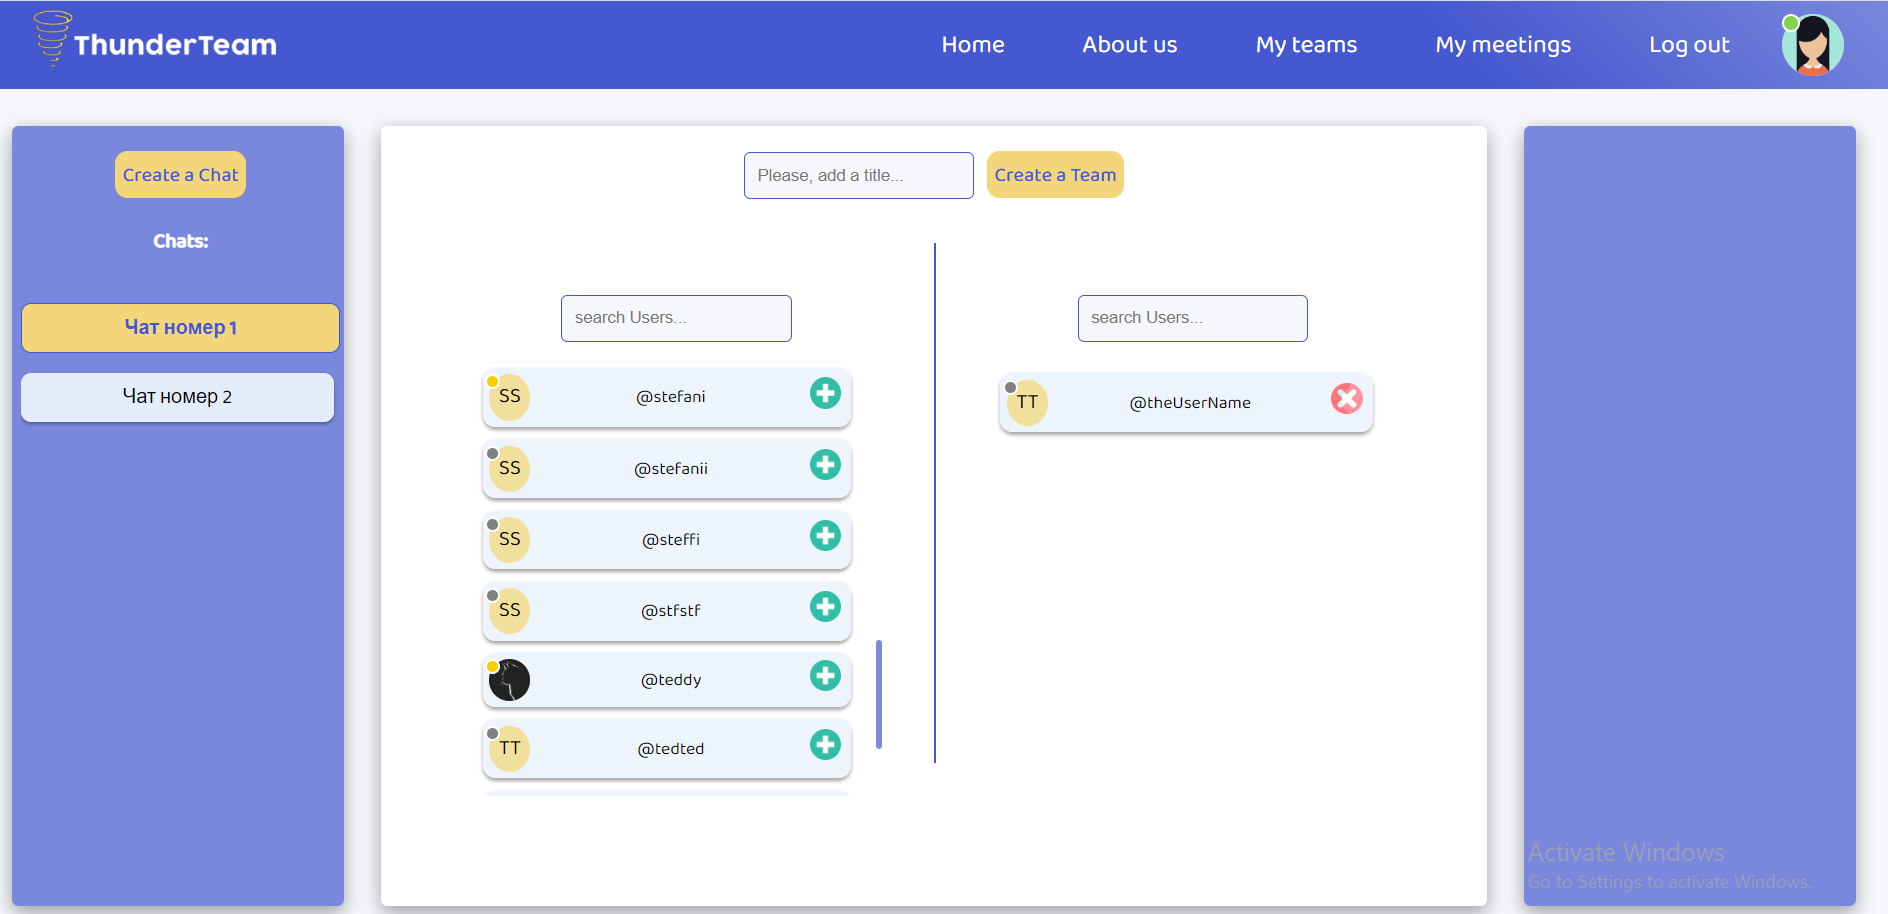 ThunderTeam
Home
About us
My teams
My meetings
Log out
Create a Chat
Chats:
Чат номер 1
Чат номер 2
Please, add a title...
Create a Team
search Users...
SS
@stefani
SS
@stefanii
SS
@steffi
SS
@stfstf
@teddy
TT
@tedted
search Users...
TT
@theUserName
Activate Windows
Go to Settings to activate Windows.